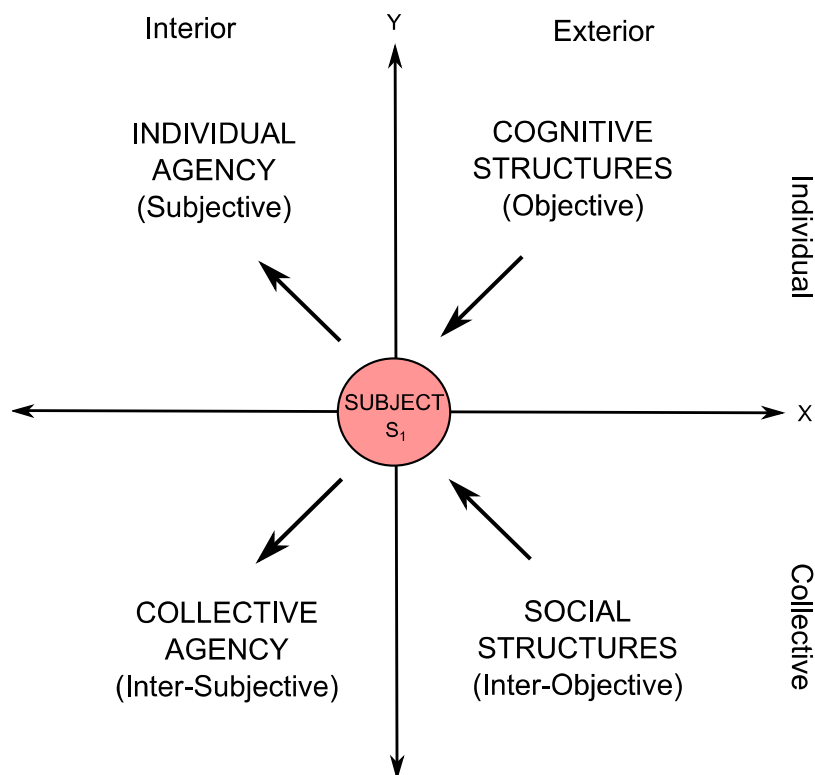 Interior
Y
Exterior
INDIVIDUAL
AGENCY
(Subjective)
COGNITIVE
STRUCTURES
(Objective)
Individual
SUBJECT
S₁
X
COLLECTIVE
AGENCY
(Inter-Subjective)
SOCIAL
STRUCTURES
(Inter-Objective)
Collective